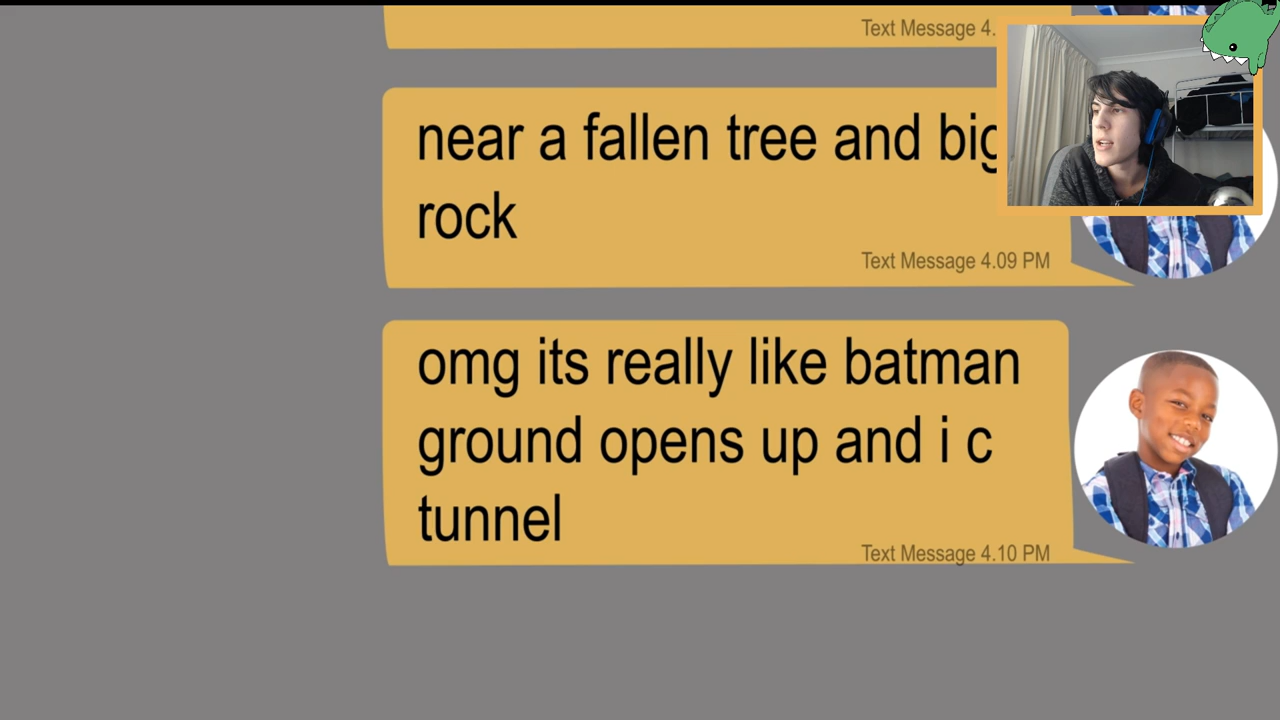 Text Message 4.
near a fallen tree and big
rock
Text Message 4.09 PM
omg its really like batman
ground opens up and i c
tunnel
Text Message 4.10 PM